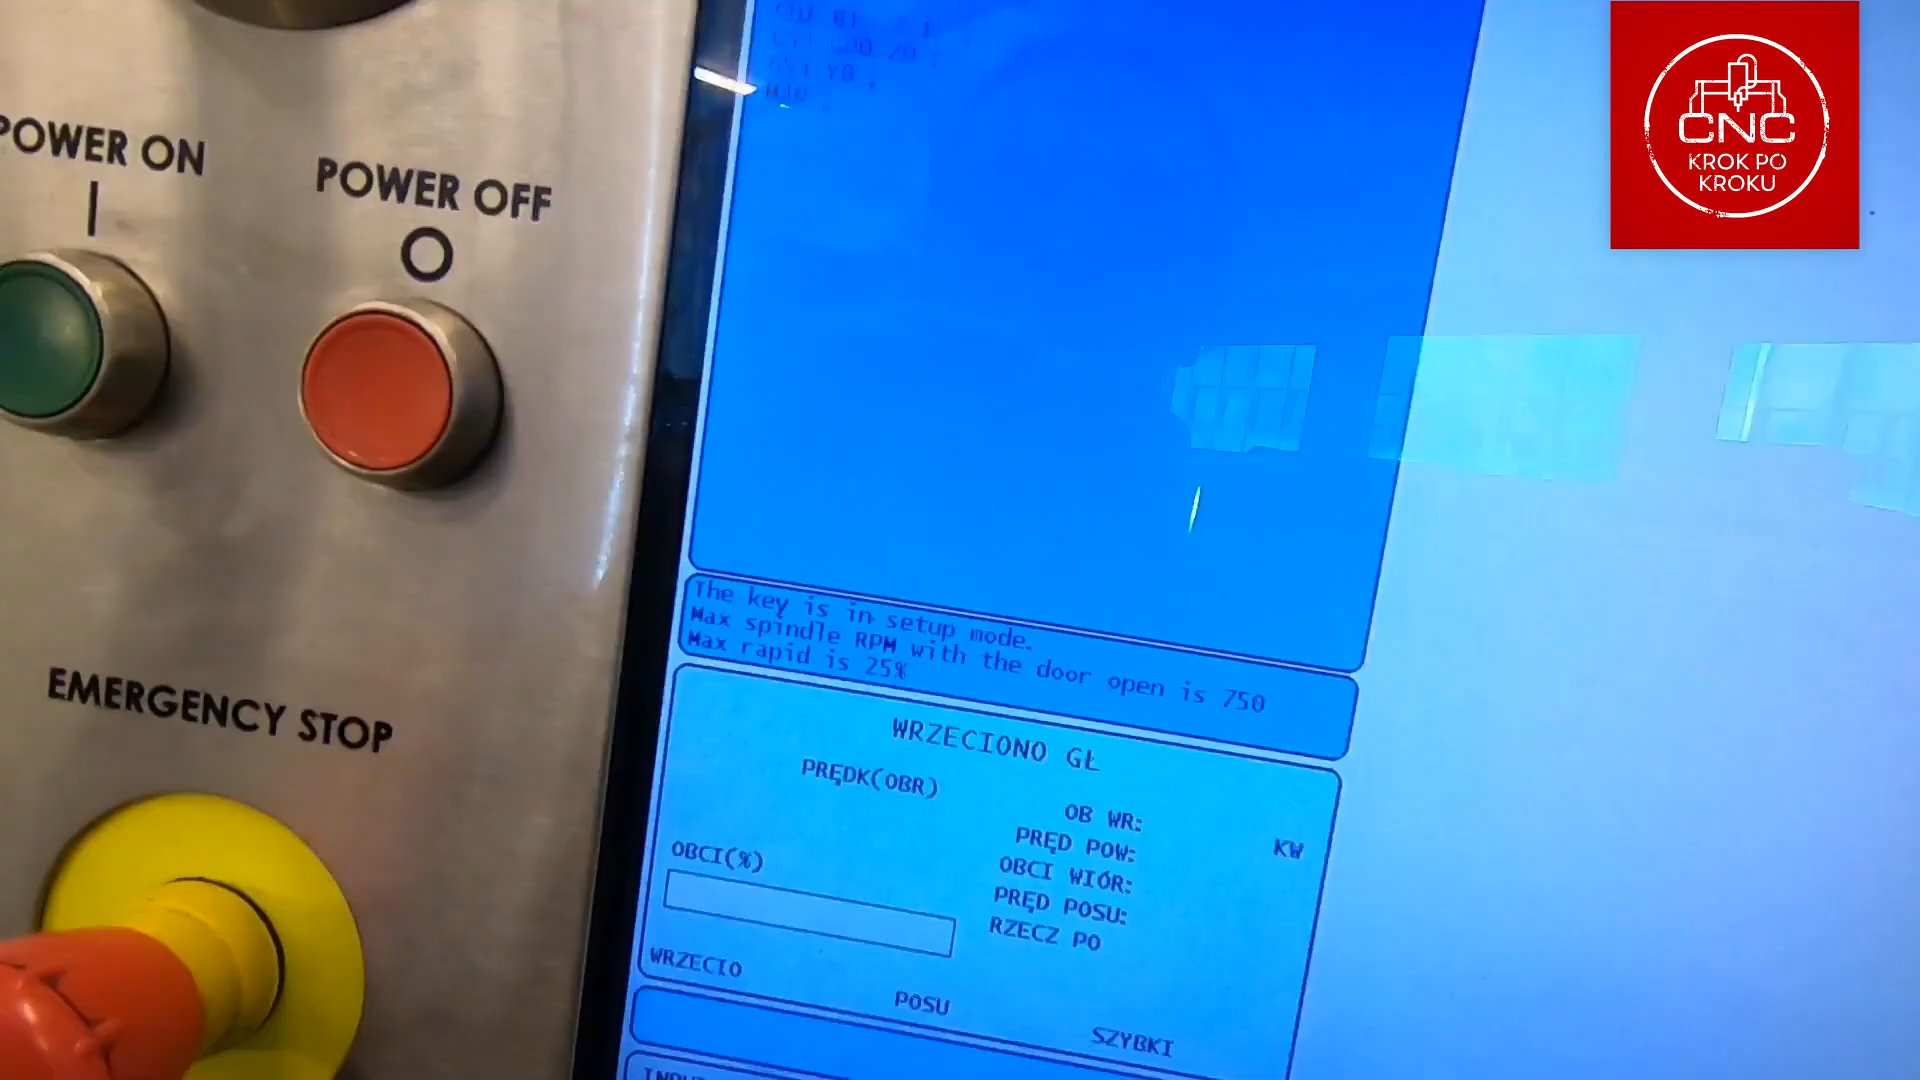 POWER ON
POWER OFF
EMERGENCY STOP
The key is in setup mode.
Max spindle RPM with the door open is 750
Max rapid is 25%
WRZECIONO GŁ
PRĘDK(OBR)
OB WR:
KW
PRĘD POW:
OBCI(%)
OBCI WIÓR:
PRĘD POSU:
RZECZ PO
WRZECIO
POSU
SZYBKI
CNC
KROK PO
KROKU